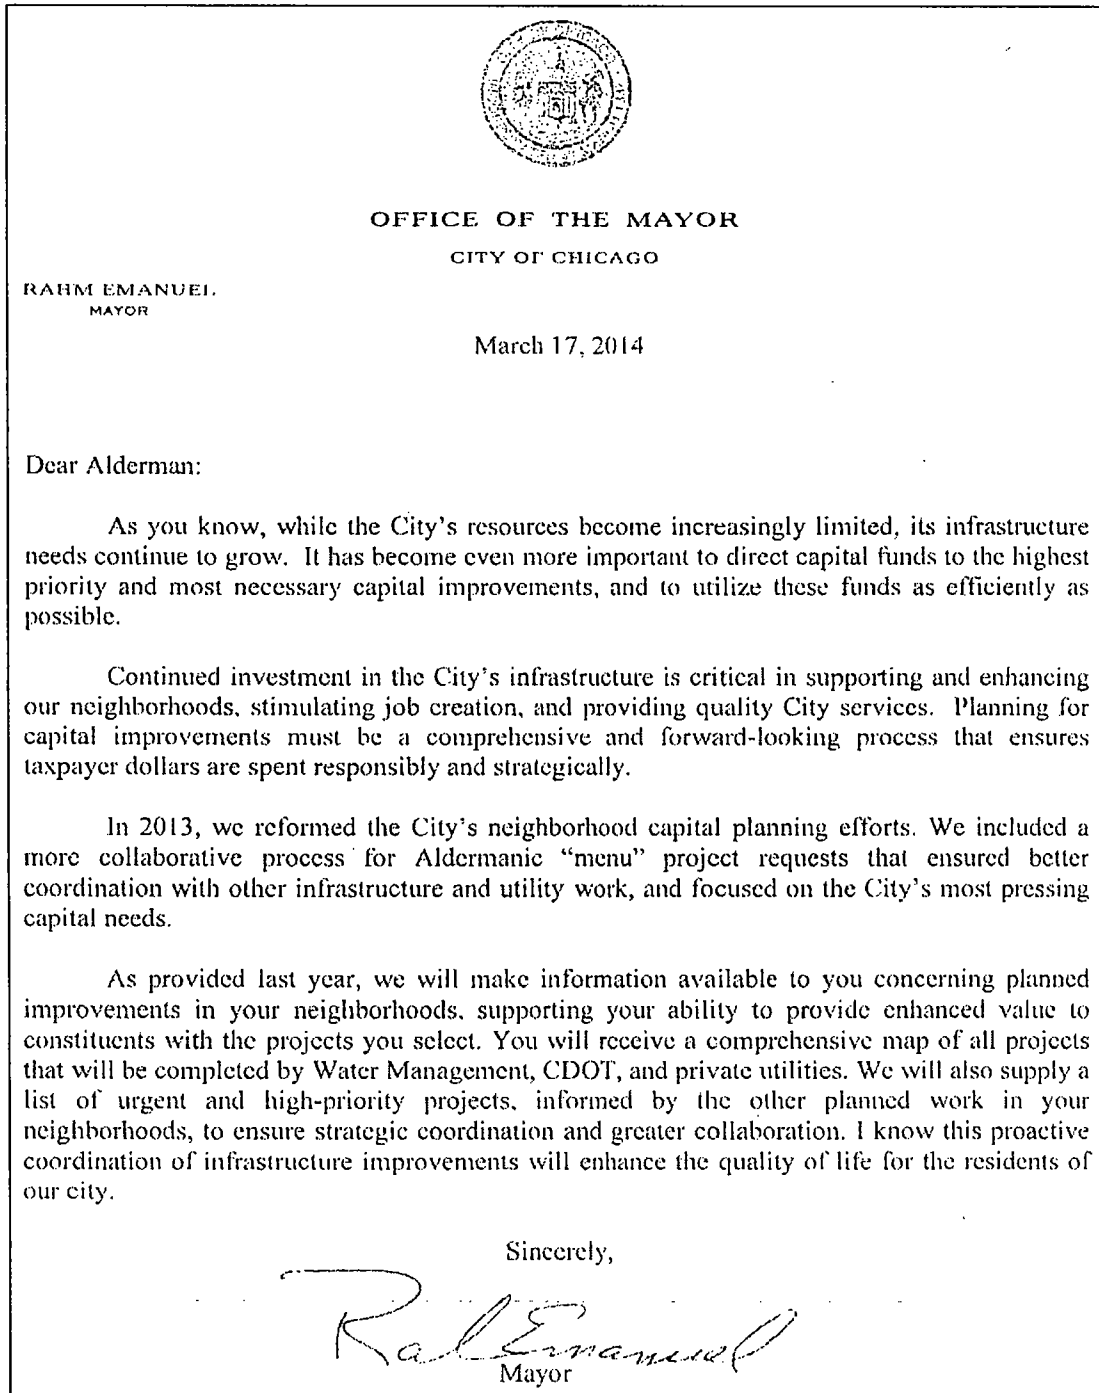 OFFICE OF THE MAYOR
CITY OF CHICAGO
RAHM EMANUEL
MAYOR
March 17, 2014
Dear Alderman:
As you know, while the City's resources become increasingly limited, its infrastructure
needs continue to grow. It has become even more important to direct capital funds to the highest
priority and most necessary capital improvements, and to utilize these funds as efficiently as
possible.
Continued investment in the City's infrastructure is critical in supporting and enhancing
our neighborhoods, stimulating job creation, and providing quality City services. Planning for
capital improvements must be a comprehensive and forward-looking process that ensures
taxpayer dollars are spent responsibly and strategically.
In 2013, we reformed the City's neighborhood capital planning efforts. We included a
more collaborative process for Aldermanic “menu” project requests that ensured better
coordination with other infrastructure and utility work, and focused on the City's most pressing
capital needs.
As provided last year, we will make information available to you concerning planned
improvements in your neighborhoods, supporting your ability to provide enhanced value to
constituents with the projects you select. You will receive a comprehensive map of all projects
that will be completed by Water Management, CDOT, and private utilities. We will also supply a
list of urgent and high-priority projects, informed by the other planned work in your
neighborhoods, to ensure strategic coordination and greater collaboration. I know this proactive
coordination of infrastructure improvements will enhance the quality of life for the residents of
our city.
Sincerely,
Rahm Emanuel
Mayor